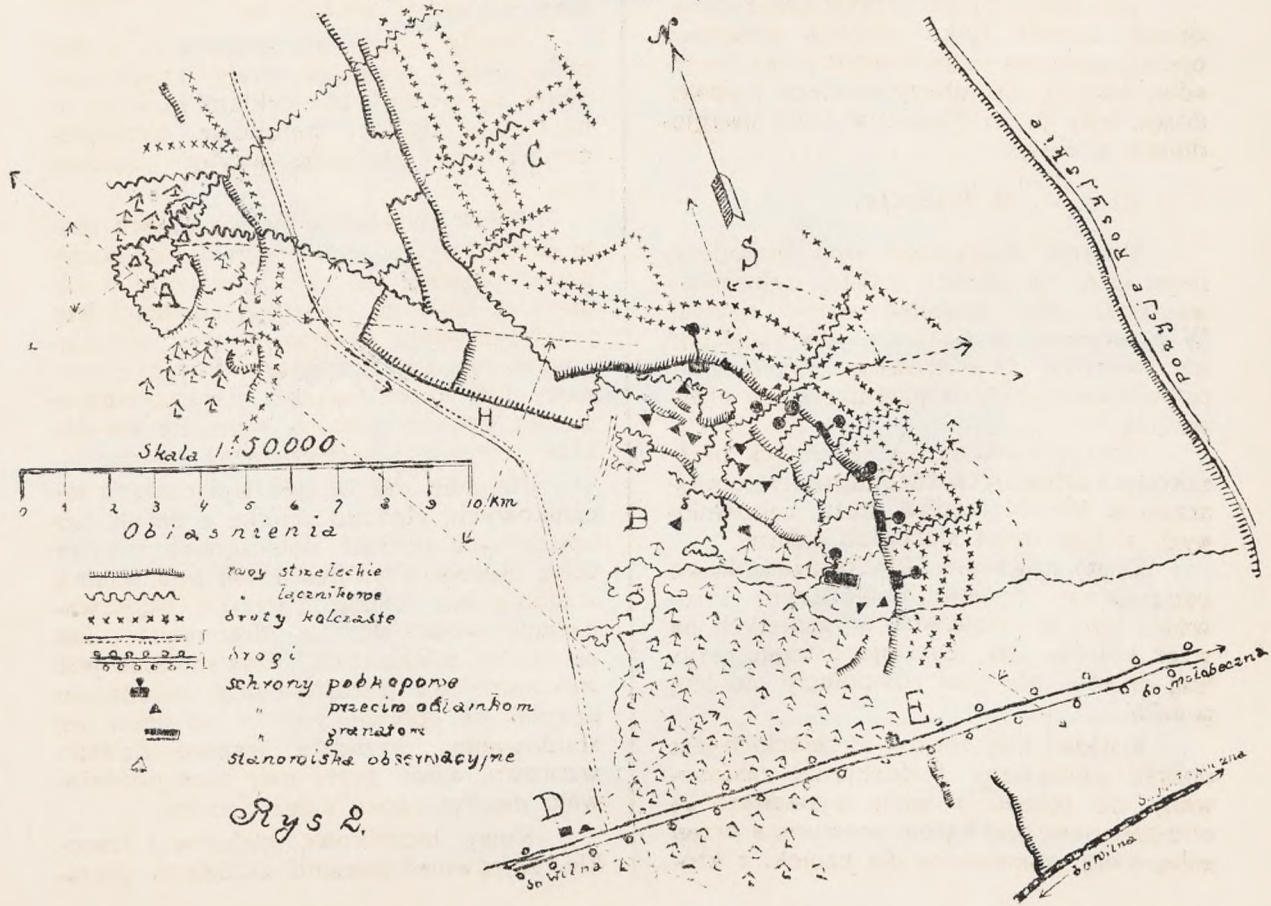 N
S
Pozycje Rosyjskie
C
A
H
B
E
D
Skala 1:50.000
0 1 2 3 4 5 6 7 8 9 10/Km
Obiaśnienia
rowy strzeleckie
" łącznikowe
druty kolczaste
drogi
schrony podkopowe
" przeciw odłamkom
" granatom
stanowiska obserwacyjne
Rys 2.
do Wilna
do Mołodeczna
do Wilna